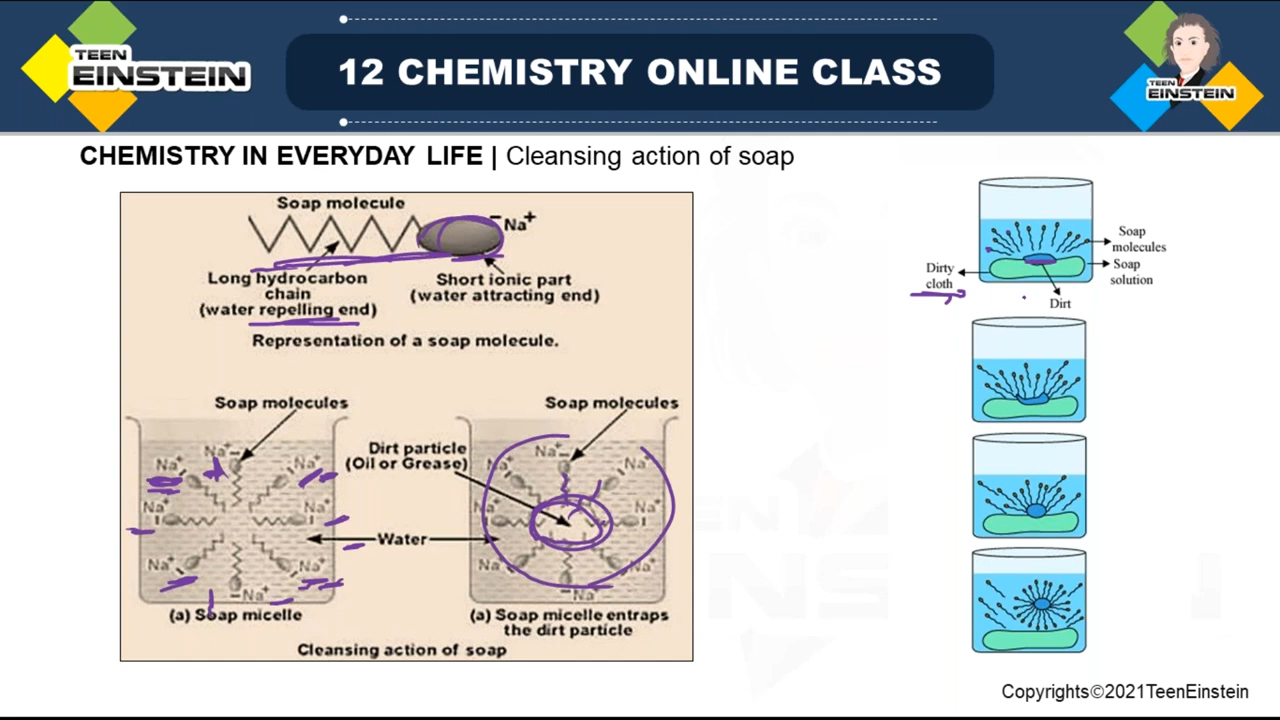 TEEN
EINSTEIN
12 CHEMISTRY ONLINE CLASS
TEEN
EINSTEIN
CHEMISTRY IN EVERYDAY LIFE | Cleansing action of soap
Soap molecule
− Na+
Long hydrocarbon
chain
(water repelling end)
Short ionic part
(water attracting end)
Representation of a soap molecule.
Soap molecules
Soap molecules
Dirt particle
(Oil or Grease)
Na+
Na+
Na+
Na+
Na+
Na+
Na+
Na+
Water
Na+
Na+
Na+
Na+
Na+
Na+
Na+
Na+
(a) Soap micelle
(a) Soap micelle entraps
the dirt particle
Cleansing action of soap
Soap
molecules
Soap
solution
Dirty
cloth
Dirt
Copyrights©2021TeenEinstein